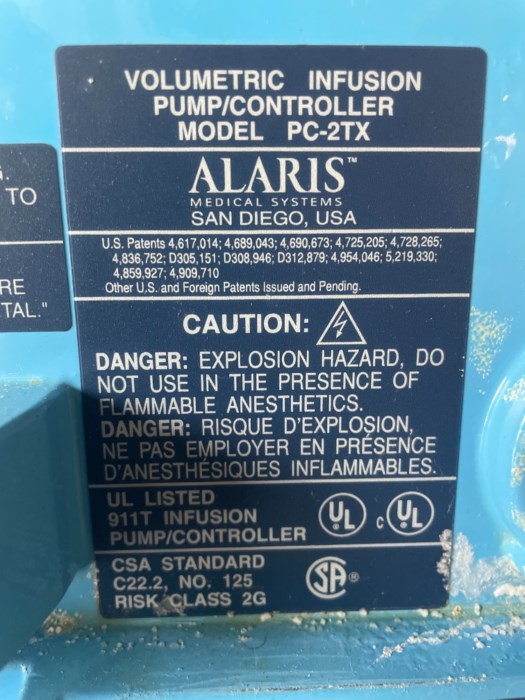 VOLUMETRIC INFUSION
PUMP/CONTROLLER
MODEL PC-2TX
ALARIS™
MEDICAL SYSTEMS
SAN DIEGO, USA
U.S. Patents 4,617,014; 4,689,043; 4,690,673; 4,725,205; 4,728,265;
4,836,752; D305,151; D308,946; D312,879; 4,954,046; 5,219,330;
4,859,927; 4,909,710
Other U.S. and Foreign Patents Issued and Pending.
CAUTION:
DANGER: EXPLOSION HAZARD, DO
NOT USE IN THE PRESENCE OF
FLAMMABLE ANESTHETICS.
DANGER: RISQUE D'EXPLOSION,
NE PAS EMPLOYER EN PRÉSENCE
D'ANESTHÉSIQUES INFLAMMABLES.
UL LISTED
911T INFUSION
PUMP/CONTROLLER
UL c UL
CSA STANDARD
C22.2, NO. 125
RISK CLASS 2G
SA®
G.
TO
RE
TAL."